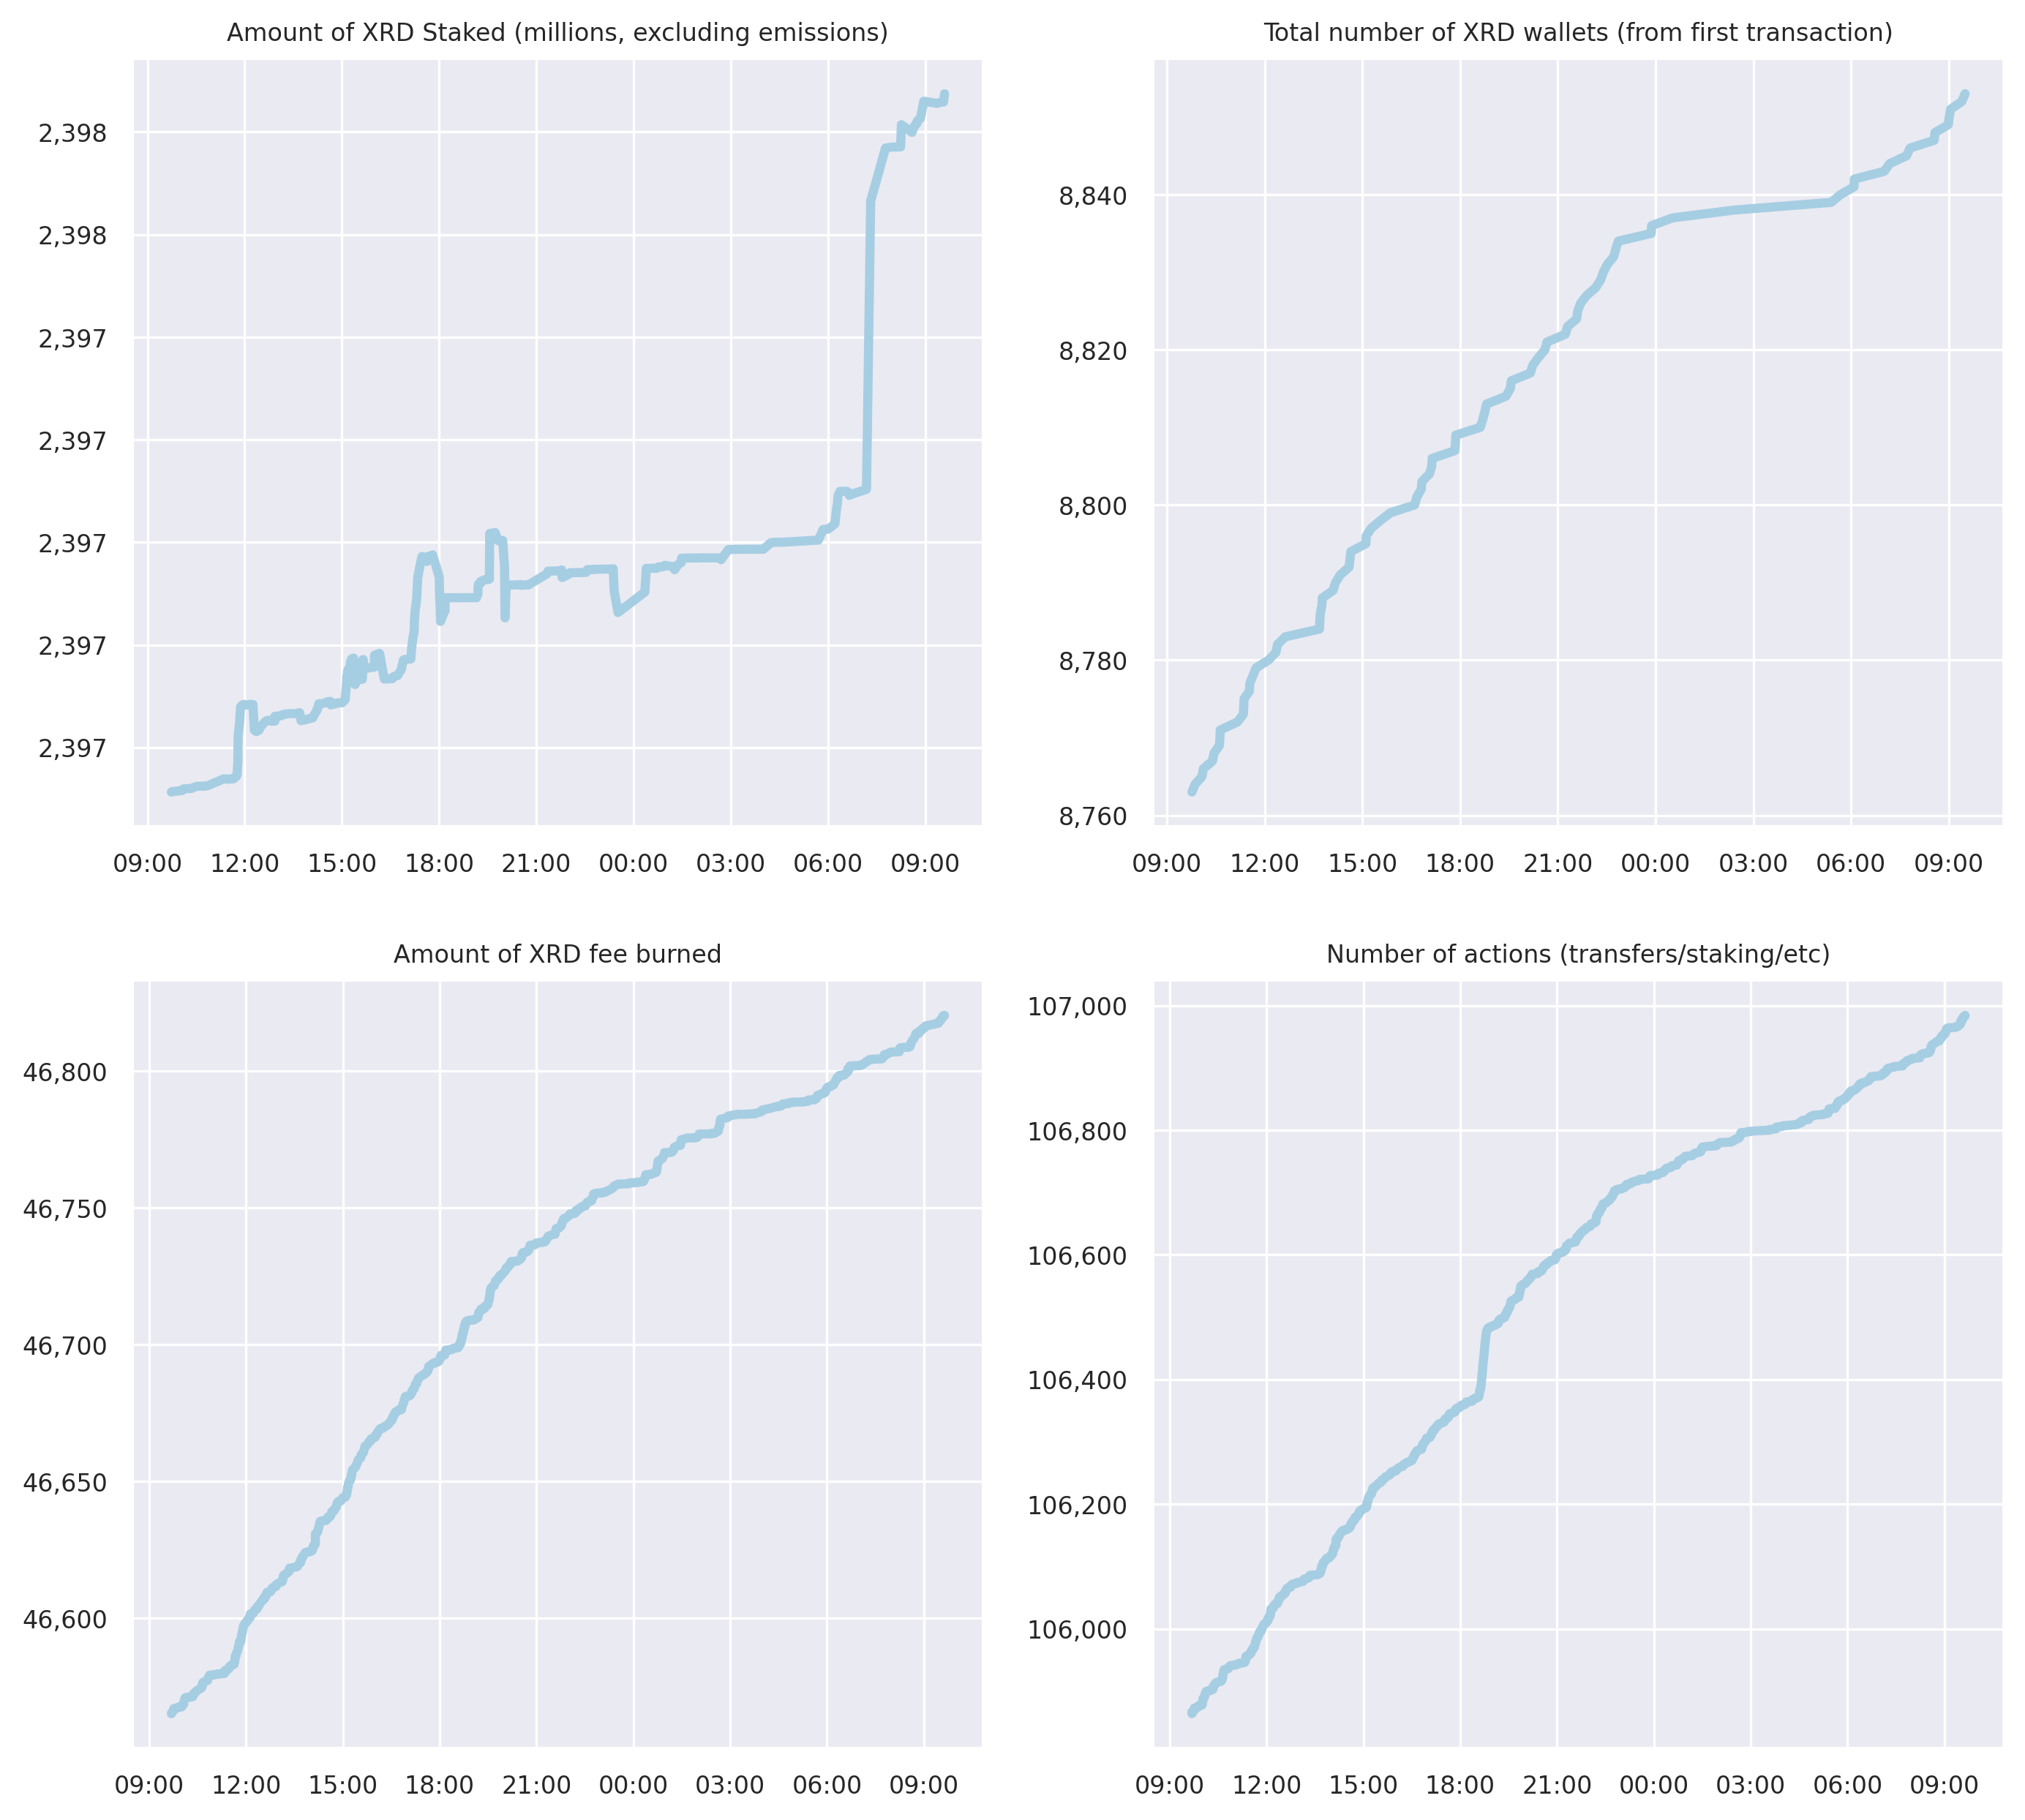 Amount of XRD Staked (millions, excluding emissions)
2,398
2,398
2,397
2,397
2,397
2,397
2,397
09:00 12:00 15:00 18:00 21:00 00:00 03:00 06:00 09:00
Total number of XRD wallets (from first transaction)
8,840
8,820
8,800
8,780
8,760
09:00 12:00 15:00 18:00 21:00 00:00 03:00 06:00 09:00
Amount of XRD fee burned
46,800
46,750
46,700
46,650
46,600
09:00 12:00 15:00 18:00 21:00 00:00 03:00 06:00 09:00
Number of actions (transfers/staking/etc)
107,000
106,800
106,600
106,400
106,200
106,000
09:00 12:00 15:00 18:00 21:00 00:00 03:00 06:00 09:00